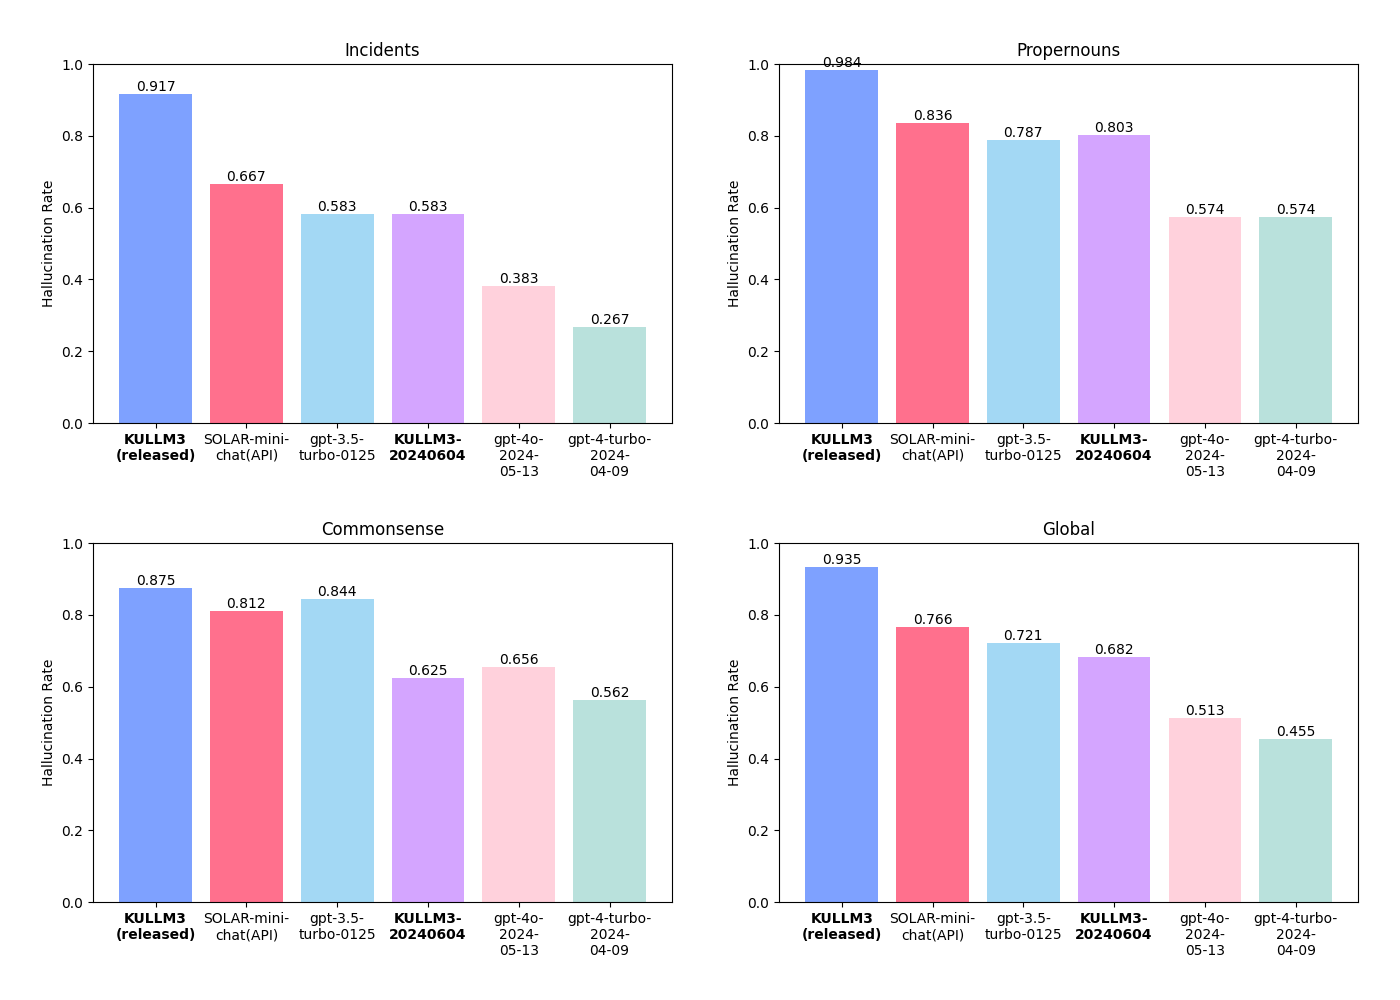 Incidents
Hallucination Rate
1.0
0.8
0.6
0.4
0.2
0.0
0.917
0.667
0.583
0.583
0.383
0.267
KULLM3
(released)
SOLAR-mini-
chat(API)
gpt-3.5-
turbo-0125
KULLM3-
20240604
gpt-4o-
2024-
05-13
gpt-4-turbo-
2024-
04-09
Propernouns
Hallucination Rate
1.0
0.8
0.6
0.4
0.2
0.0
0.984
0.836
0.787
0.803
0.574
0.574
KULLM3
(released)
SOLAR-mini-
chat(API)
gpt-3.5-
turbo-0125
KULLM3-
20240604
gpt-4o-
2024-
05-13
gpt-4-turbo-
2024-
04-09
Commonsense
Hallucination Rate
1.0
0.8
0.6
0.4
0.2
0.0
0.875
0.812
0.844
0.625
0.656
0.562
KULLM3
(released)
SOLAR-mini-
chat(API)
gpt-3.5-
turbo-0125
KULLM3-
20240604
gpt-4o-
2024-
05-13
gpt-4-turbo-
2024-
04-09
Global
Hallucination Rate
1.0
0.8
0.6
0.4
0.2
0.0
0.935
0.766
0.721
0.682
0.513
0.455
KULLM3
(released)
SOLAR-mini-
chat(API)
gpt-3.5-
turbo-0125
KULLM3-
20240604
gpt-4o-
2024-
05-13
gpt-4-turbo-
2024-
04-09